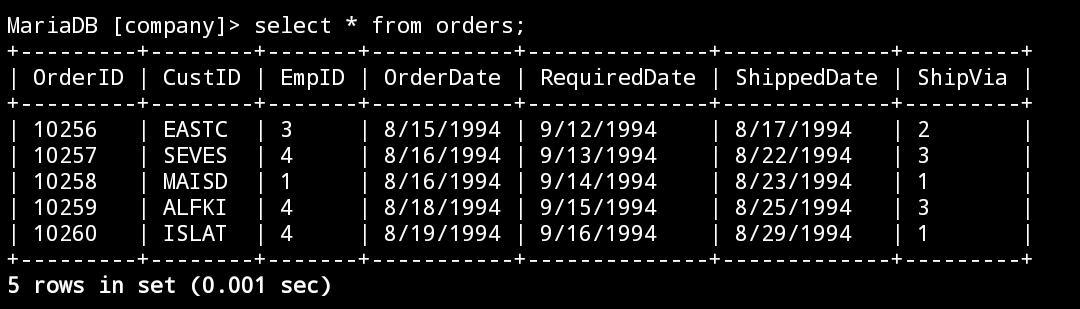 MariaDB [company]> select * from orders;
+---------+--------+-------+-----------+--------------+-------------+---------+
| OrderID | CustID | EmpID | OrderDate | RequiredDate | ShippedDate | ShipVia |
+---------+--------+-------+-----------+--------------+-------------+---------+
| 10256   | EASTC  | 3     | 8/15/1994 | 9/12/1994    | 8/17/1994   | 2       |
| 10257   | SEVES  | 4     | 8/16/1994 | 9/13/1994    | 8/22/1994   | 3       |
| 10258   | MAISD  | 1     | 8/16/1994 | 9/14/1994    | 8/23/1994   | 1       |
| 10259   | ALFKI  | 4     | 8/18/1994 | 9/15/1994    | 8/25/1994   | 3       |
| 10260   | ISLAT  | 4     | 8/19/1994 | 9/16/1994    | 8/29/1994   | 1       |
+---------+--------+-------+-----------+--------------+-------------+---------+
5 rows in set (0.001 sec)